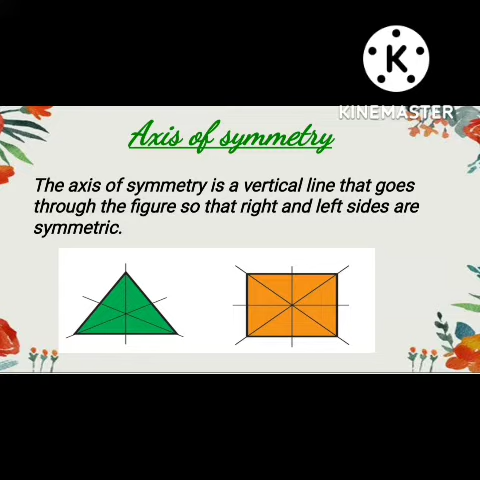 K
KINEMASTER
Axis of symmetry
The axis of symmetry is a vertical line that goes
through the figure so that right and left sides are
symmetric.